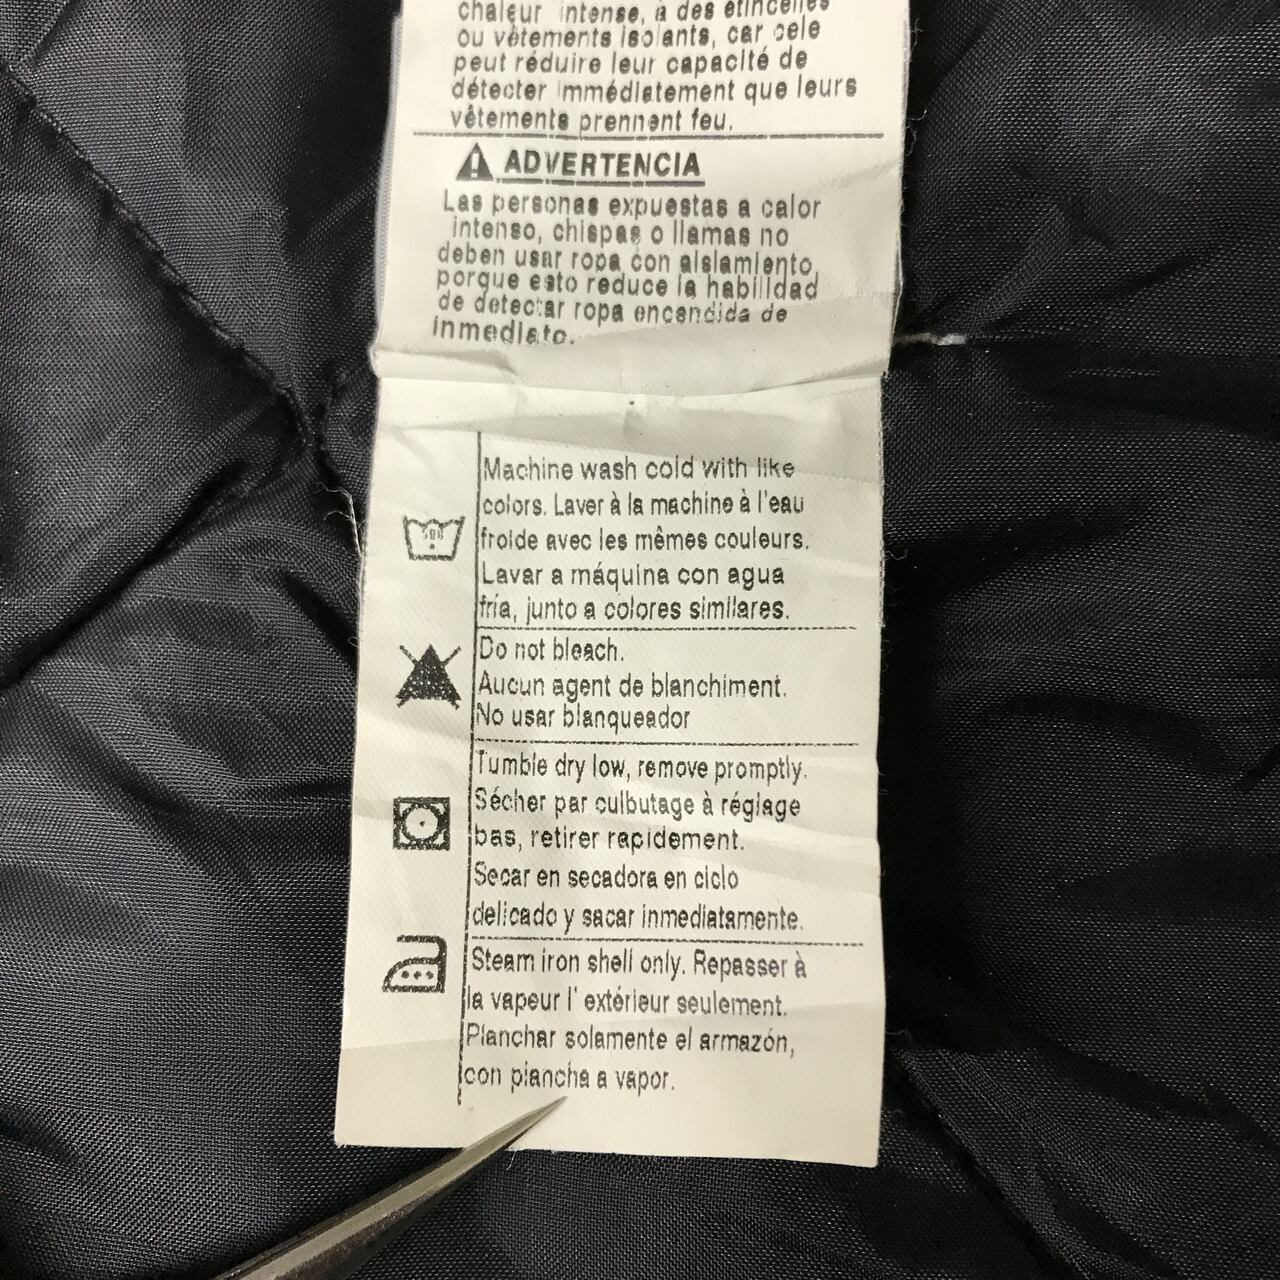 chaleur intense, à des étincelles
ou vêtements isolants, car cele
peut réduire leur capacité de
détecter immédiatement que leurs
vêtements prennent feu.
ADVERTENCIA
Las personas expuestas a calor
intenso, chispas o llamas no
deben usar ropa con aislamiento,
porque esto reduce la habilidad
de detectar ropa encendida de
inmediato.
Machine wash cold with like
colors. Laver à la machine à l'eau
froide avec les mêmes couleurs.
Lavar a máquina con agua
fría, junto a colores similares.
Do not bleach.
Aucun agent de blanchiment.
No usar blanqueador
Tumble dry low, remove promptly.
Sécher par culbutage à réglage
bas, retirer rapidement.
Secar en secadora en ciclo
delicado y sacar inmediatamente.
Steam iron shell only. Repasser à
la vapeur l' extérieur seulement.
Planchar solamente el armazón,
con plancha a vapor.